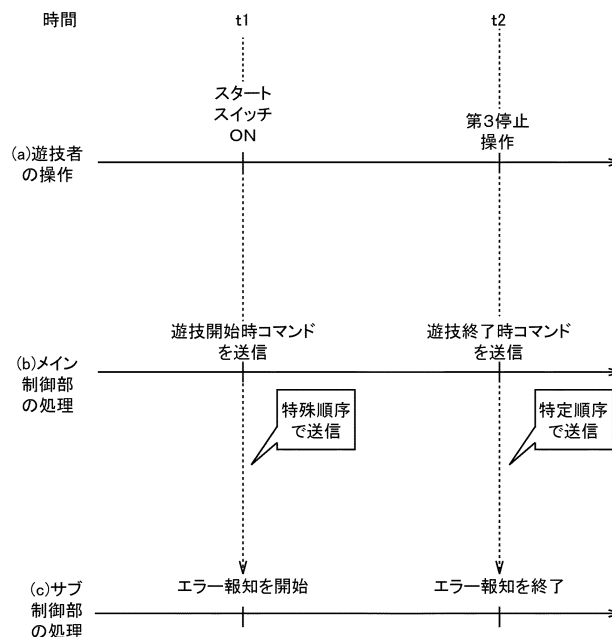 時間
t1
t2
スタート
スイッチ
ON
第3停止
操作
(a)遊技者
の操作
遊技開始時コマンド
を送信
遊技終了時コマンド
を送信
(b)メイン
制御部
の処理
特殊順序
で送信
特定順序
で送信
エラー報知を開始
エラー報知を終了
(c)サブ
制御部
の処理